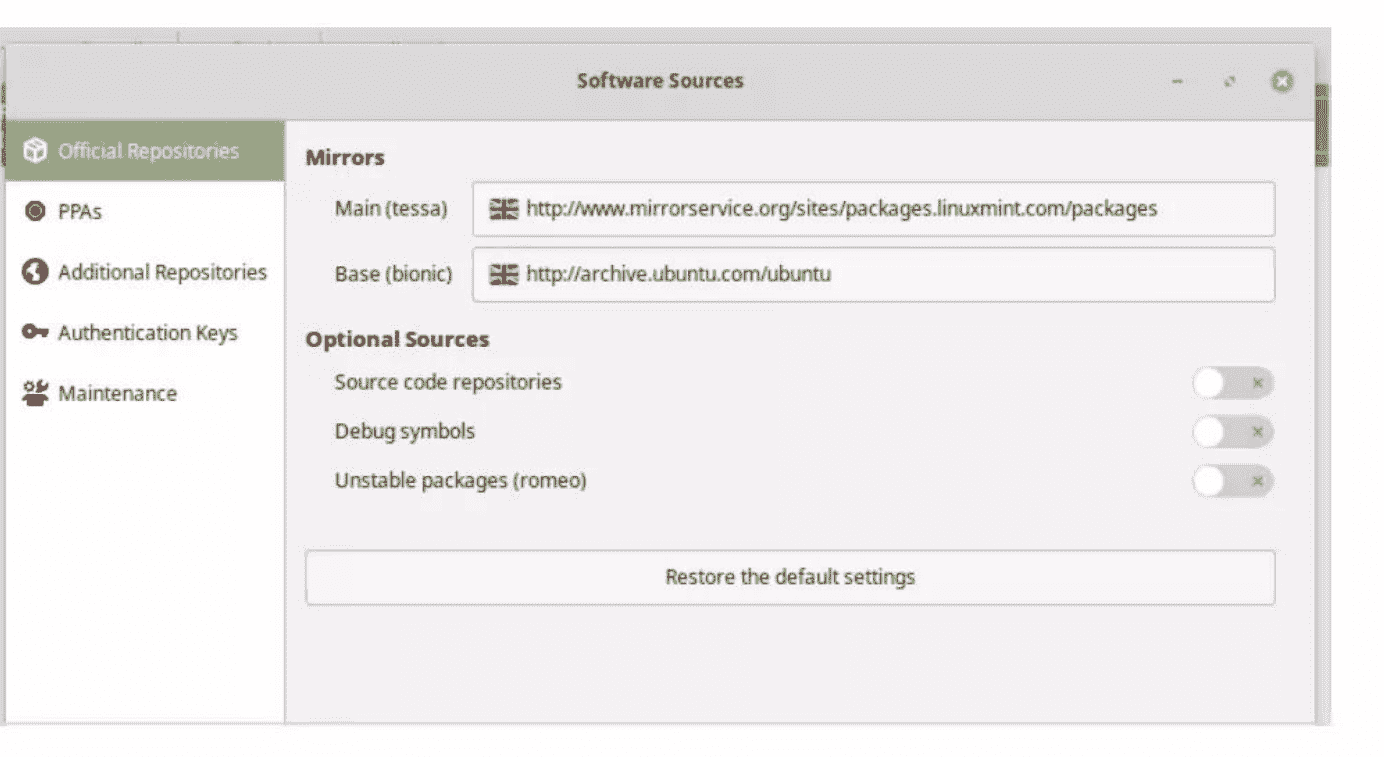 Software Sources
Official Repositories
PPAs
Additional Repositories
Authentication Keys
Maintenance
Mirrors
Main (tessa) http://www.mirrorservice.org/sites/packages.linuxmint.com/packages
Base (bionic) http://archive.ubuntu.com/ubuntu
Optional Sources
Source code repositories
Debug symbols
Unstable packages (romeo)
Restore the default settings